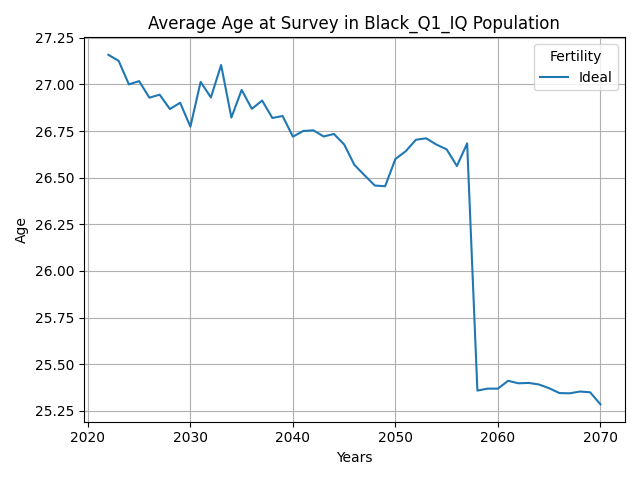 Average Age at Survey in Black_Q1_IQ Population
Fertility
Ideal
27.25
27.00
26.75
26.50
26.25
26.00
25.75
25.50
25.25
Age
2020 2030 2040 2050 2060 2070
Years